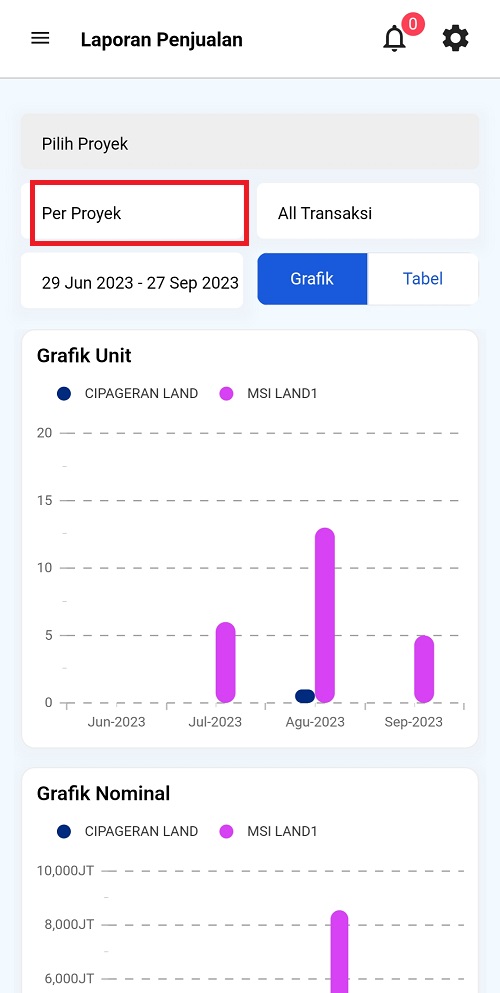 Laporan Penjualan
0
Pilih Proyek
Per Proyek
All Transaksi
29 Jun 2023 - 27 Sep 2023
Grafik
Tabel
Grafik Unit
CIPAGERAN LAND
MSI LAND1
20
15
10
5
0
Jun-2023
Jul-2023
Agu-2023
Sep-2023
Grafik Nominal
CIPAGERAN LAND
MSI LAND1
10,000JT
8,000JT
6,000JT